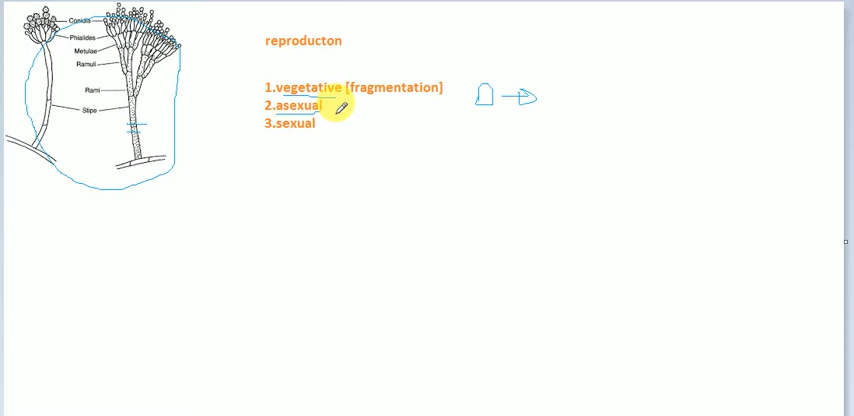 Conidia
Phialides
Metulae
Ramuli
Rami
Stipe
reproducton
1.vegetative [fragmentation]
2.asexual
3.sexual